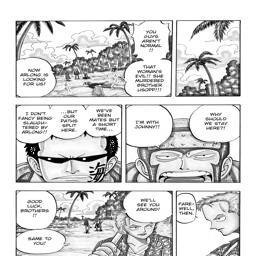 YOU
GUYS
AREN'T
NORMAL
!!
THAT
WOMAN'S
EVIL!! SHE
MURDERED
BROTHER
USOPP!!!
NOW
ARLONG IS
LOOKING
FOR US!
WHY
SHOULD
WE STAY
HERE?!
I'M WITH
JOHNNY!!
WE'VE
BEEN
MATES BUT
A SHORT
TIME...
...BUT
OUR
PATHS
SPLIT
HERE.
I DON'T
FANCY BEING
SLAUGH-
TERED BY
ARLONG!
海
FARE-
WELL,
THEN.
WE'LL
SEE YOU
AROUND!
GOOD
LUCK,
BROTHERS
!!
SAME TO
YOU!